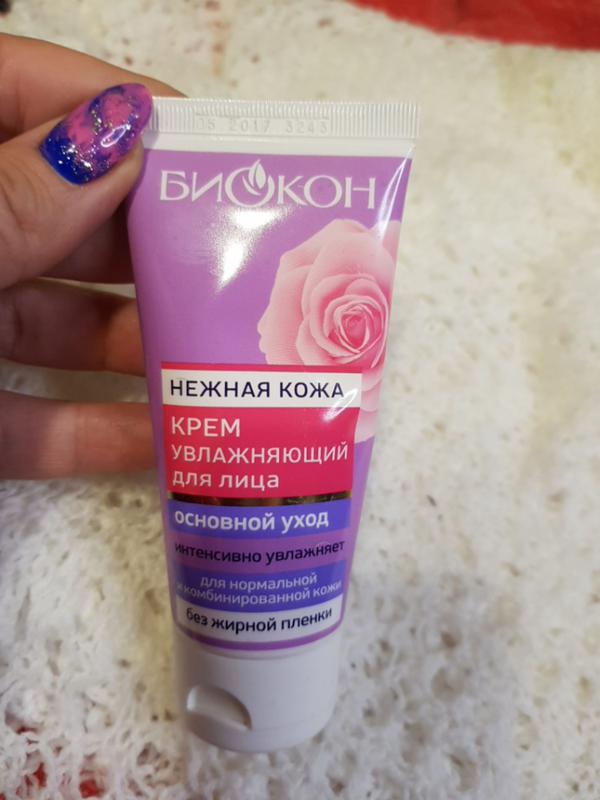 05 2017 3243
БИОКОН
НЕЖНАЯ КОЖА
КРЕМ
УВЛАЖНЯЮЩИЙ
ДЛЯ ЛИЦА
ОСНОВНОЙ УХОД
интенсивно увлажняет
для нормальной
и комбинированной кожи
без жирной пленки